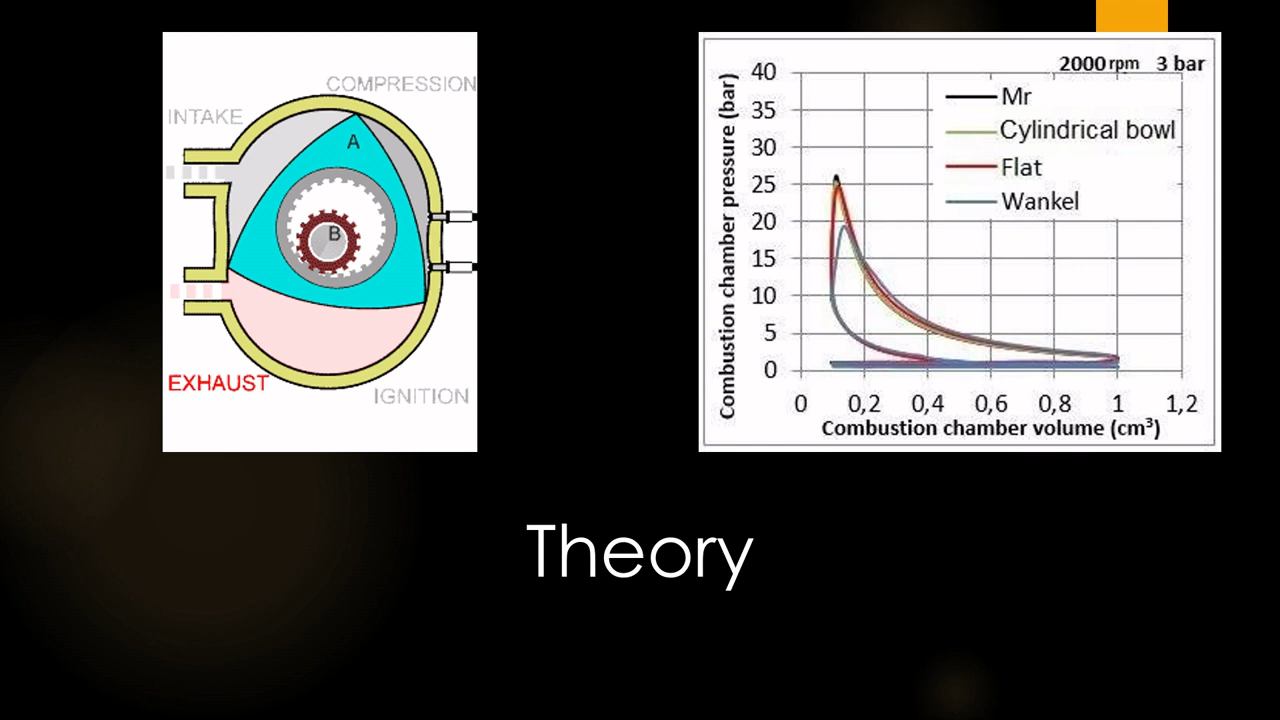 COMPRESSION
INTAKE
A
B
EXHAUST
IGNITION
2000 rpm 3 bar
Combustion chamber pressure (bar)
40
35
30
25
20
15
10
5
0
Mr
Cylindrical bowl
Flat
Wankel
0 0,2 0,4 0,6 0,8 1 1,2
Combustion chamber volume (cm³)
Theory